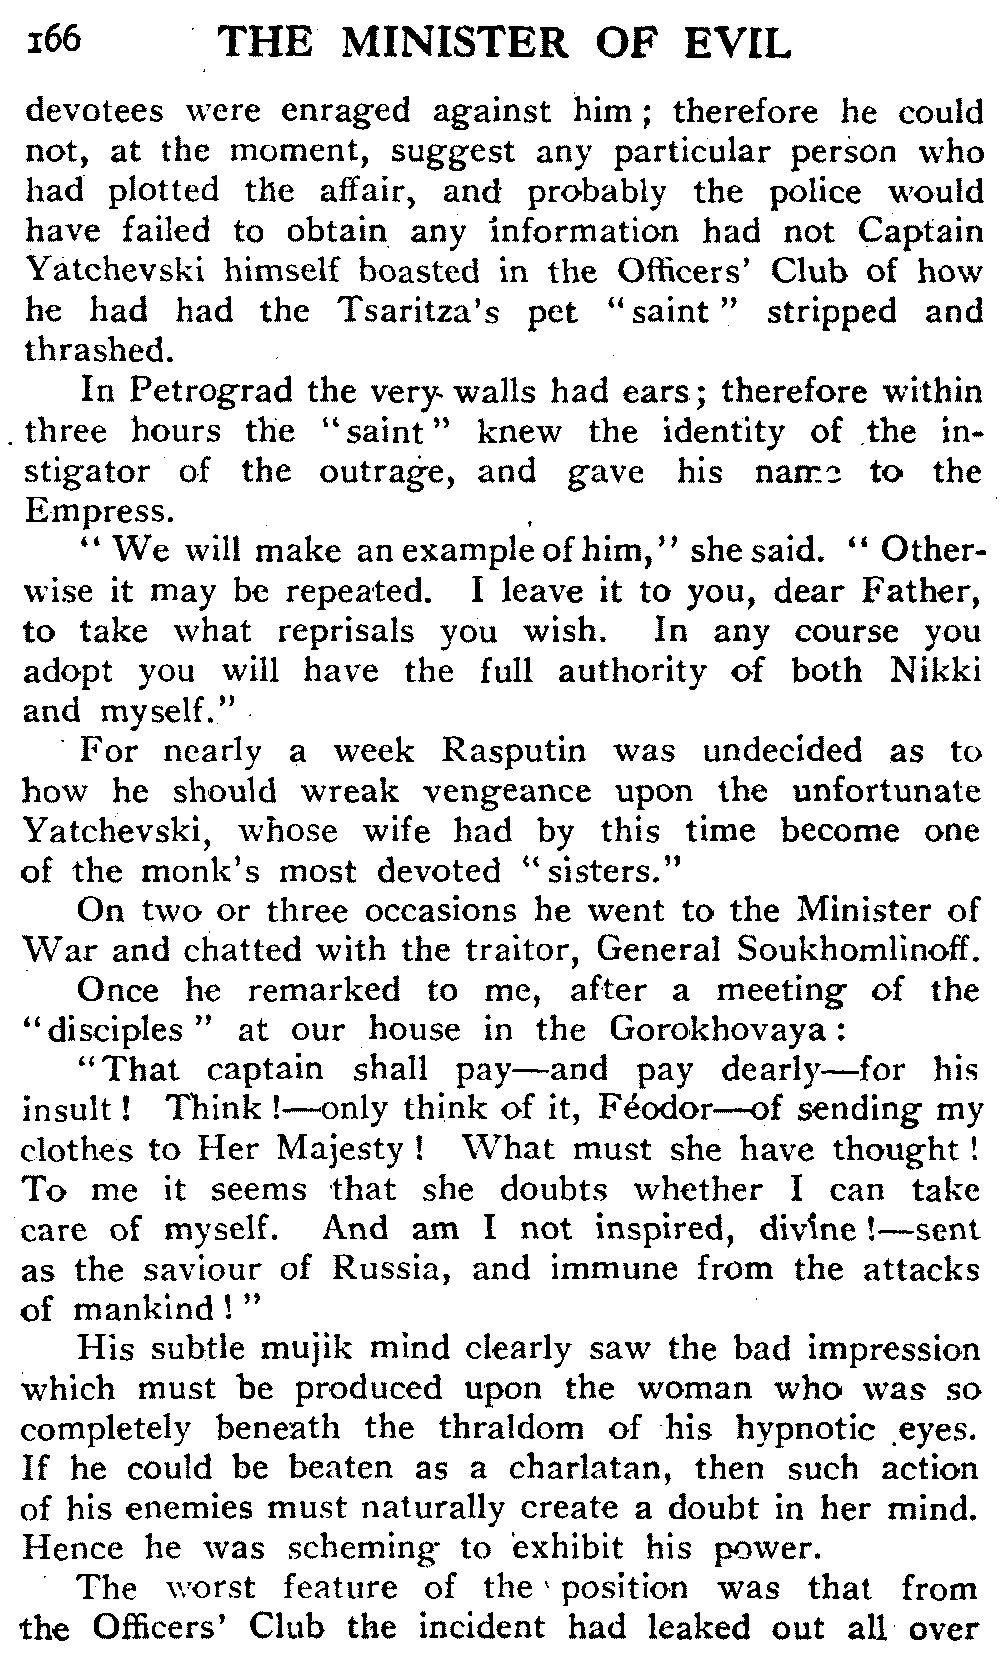 166 THE MINISTER OF EVIL
devotees were enraged against him ; therefore he could
not, at the moment, suggest any particular person who
had plotted the affair, and probably the police would
have failed to obtain any information had not Captain
Yatchevski himself boasted in the Officers' Club of how
he had had the Tsaritza's pet "saint" stripped and
thrashed.
In Petrograd the very walls had ears; therefore within
three hours the "saint" knew the identity of the in-
stigator of the outrage, and gave his name to the
Empress.
"We will make an example of him," she said. "Other-
wise it may be repeated. I leave it to you, dear Father,
to take what reprisals you wish. In any course you
adopt you will have the full authority of both Nikki
and myself."
For nearly a week Rasputin was undecided as to
how he should wreak vengeance upon the unfortunate
Yatchevski, whose wife had by this time become one
of the monk's most devoted "sisters."
On two or three occasions he went to the Minister of
War and chatted with the traitor, General Soukhomlinoff.
Once he remarked to me, after a meeting of the
"disciples" at our house in the Gorokhovaya :
"That captain shall pay—and pay dearly—for his
insult ! Think !—only think of it, Féodor—of sending my
clothes to Her Majesty ! What must she have thought !
To me it seems that she doubts whether I can take
care of myself. And am I not inspired, divine !—sent
as the saviour of Russia, and immune from the attacks
of mankind ! "
His subtle mujik mind clearly saw the bad impression
which must be produced upon the woman who was so
completely beneath the thraldom of his hypnotic eyes.
If he could be beaten as a charlatan, then such action
of his enemies must naturally create a doubt in her mind.
Hence he was scheming to exhibit his power.
The worst feature of the position was that from
the Officers' Club the incident had leaked out all over